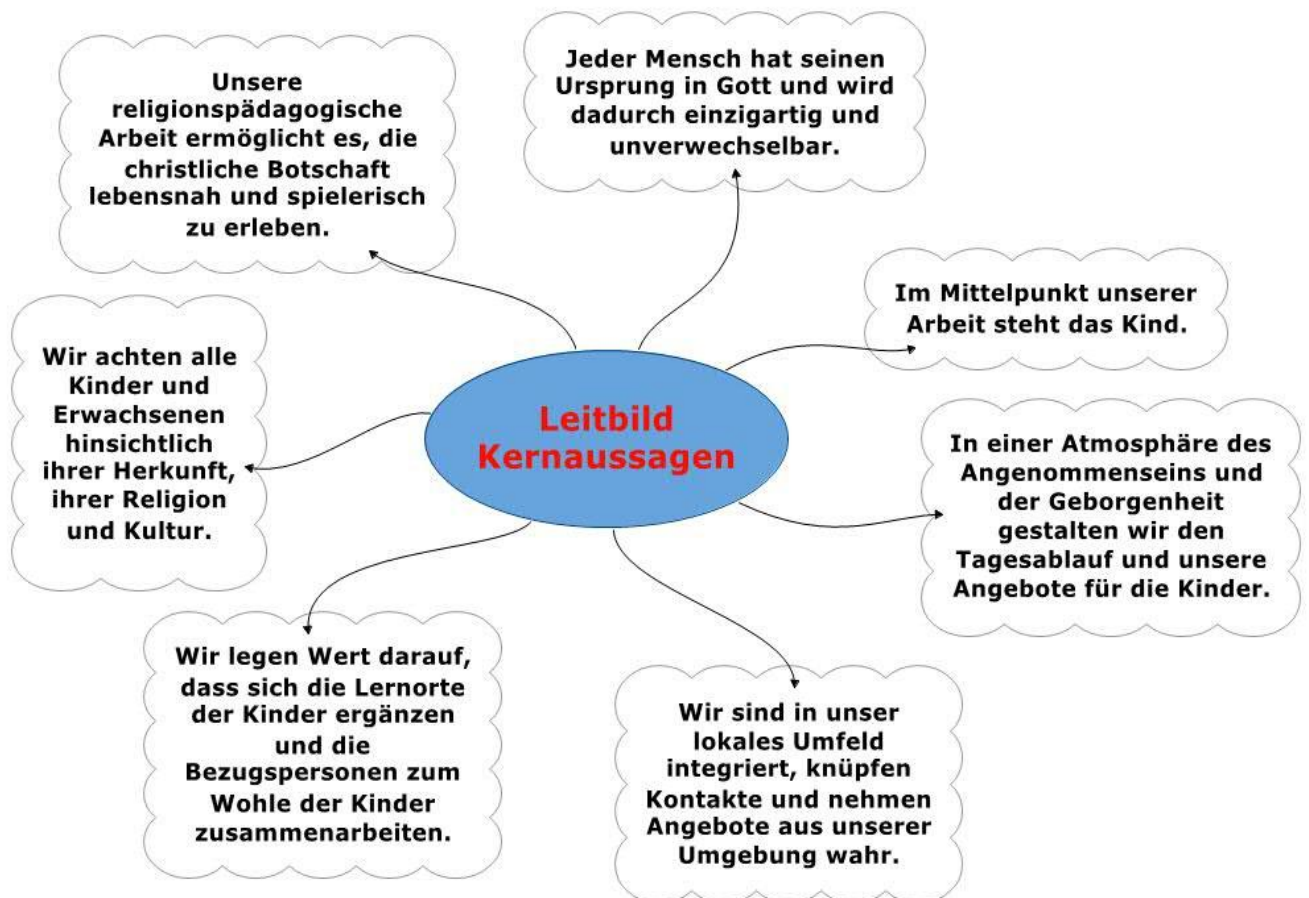 Unsere
religionspädagogische
Arbeit ermöglicht es, die
christliche Botschaft
lebensnah und spielerisch
zu erleben.
Jeder Mensch hat seinen
Ursprung in Gott und wird
dadurch einzigartig und
unverwechselbar.
Im Mittelpunkt unserer
Arbeit steht das Kind.
Wir achten alle
Kinder und
Erwachsenen
hinsichtlich
ihrer Herkunft,
ihrer Religion
und Kultur.
Leitbild
Kernaussagen
In einer Atmosphäre des
Angenommenseins und
der Geborgenheit
gestalten wir den
Tagesablauf und unsere
Angebote für die Kinder.
Wir legen Wert darauf,
dass sich die Lernorte
der Kinder ergänzen
und die
Bezugspersonen zum
Wohle der Kinder
zusammenarbeiten.
Wir sind in unser
lokales Umfeld
integriert, knüpfen
Kontakte und nehmen
Angebote aus unserer
Umgebung wahr.